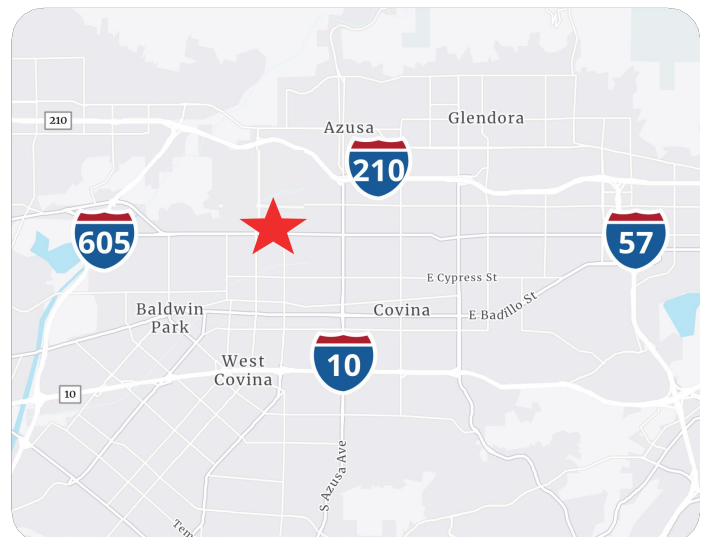 210
Azusa
Glendora
210
605
57
E Cypress St
Baldwin
Park
Covina
E Badillo St
West
Covina
10
10
S Azusa Ave
Tem